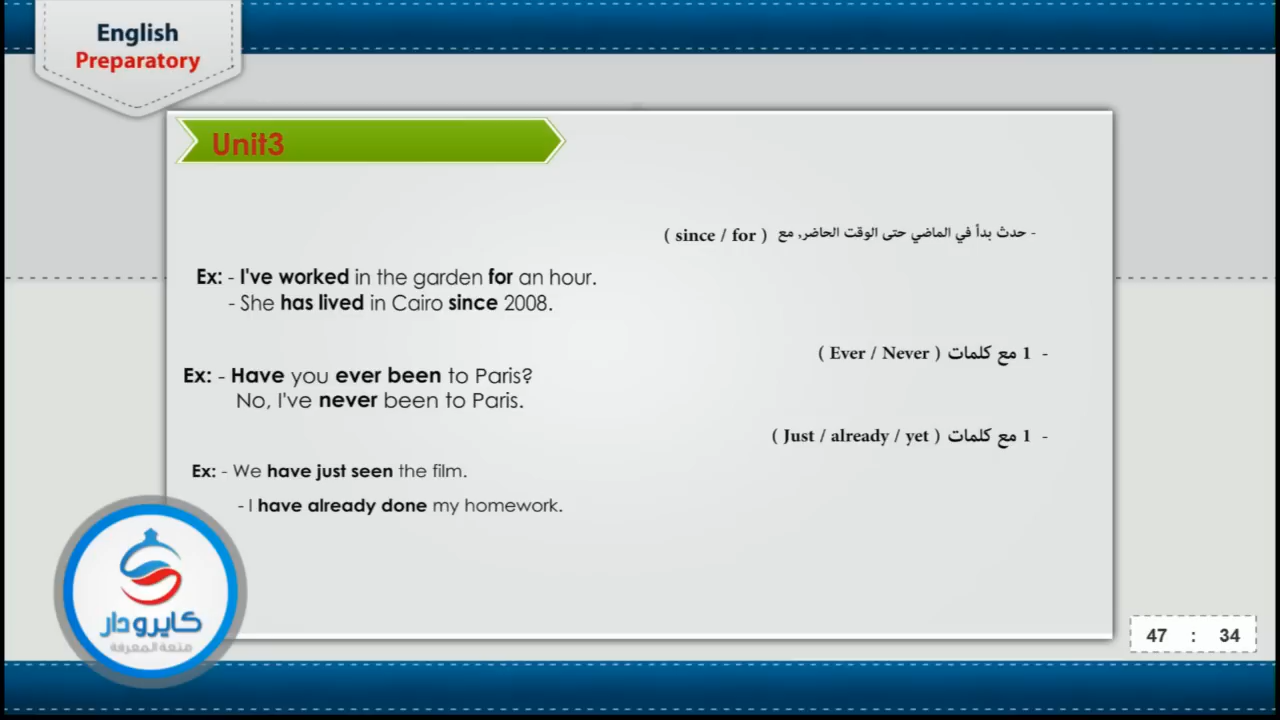 English
Preparatory
Unit3
- حدث بدأ في الماضي حتى الوقت الحاضر, مع ( since / for )
Ex: - I've worked in the garden for an hour.
- She has lived in Cairo since 2008.
- 1 مع كلمات ( Ever / Never )
Ex: - Have you ever been to Paris?
No, I've never been to Paris.
- 1 مع كلمات ( Just / already / yet )
Ex: - We have just seen the film.
- I have already done my homework.
كايرودار
متعة المعرفة
47 : 34